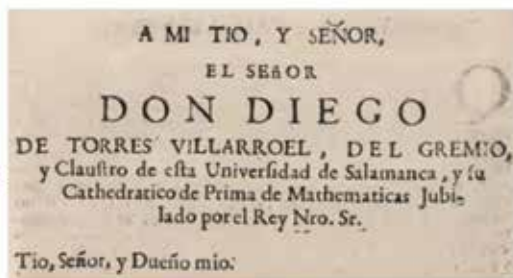 A MI TIO, Y SEÑOR,
EL SEñOR
DON DIEGO
DE TORRES VILLARROEL, DEL GREMIO,
y Clauſtro de eſta Univerſidad de Salamanca, y ſu
Cathedratico de Prima de Mathematicas Jubi-
lado por el Rey Nro. Sr.
Tio, Señor, y Dueño mio: